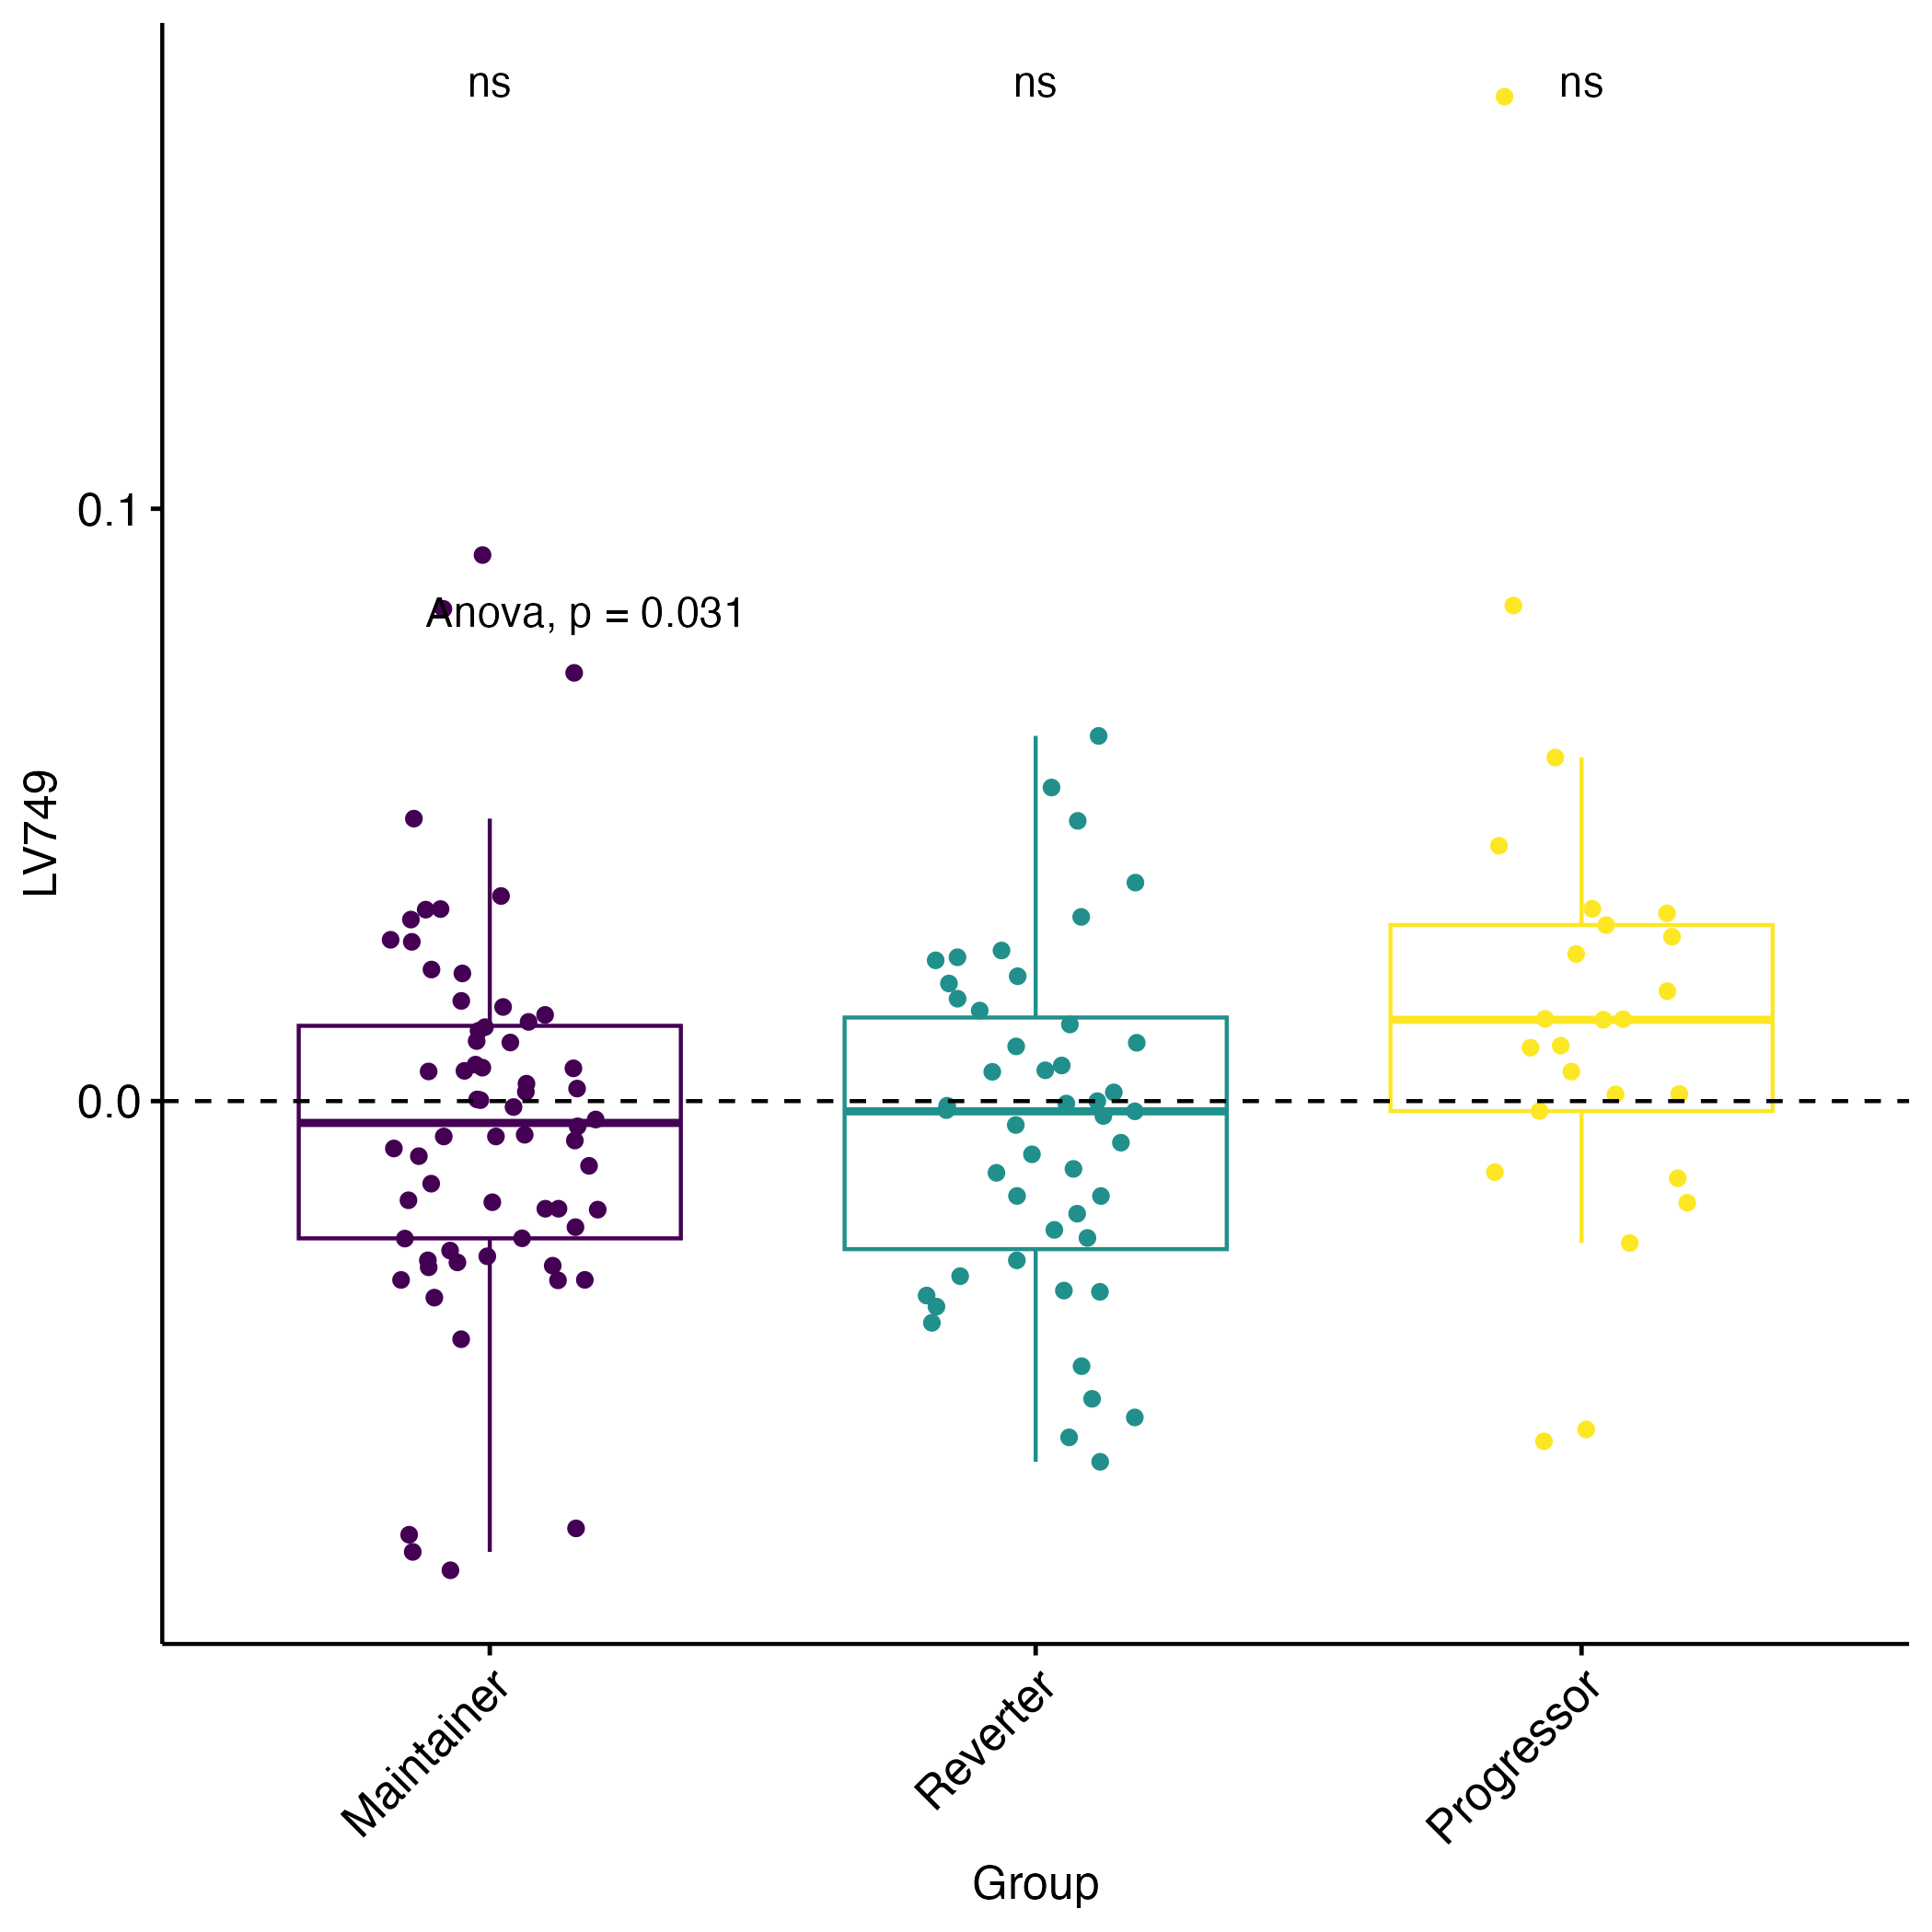 ns ns ns
0.1
Anova, p = 0.031
LV749
0.0
Maintainer Reverter Progressor
Group